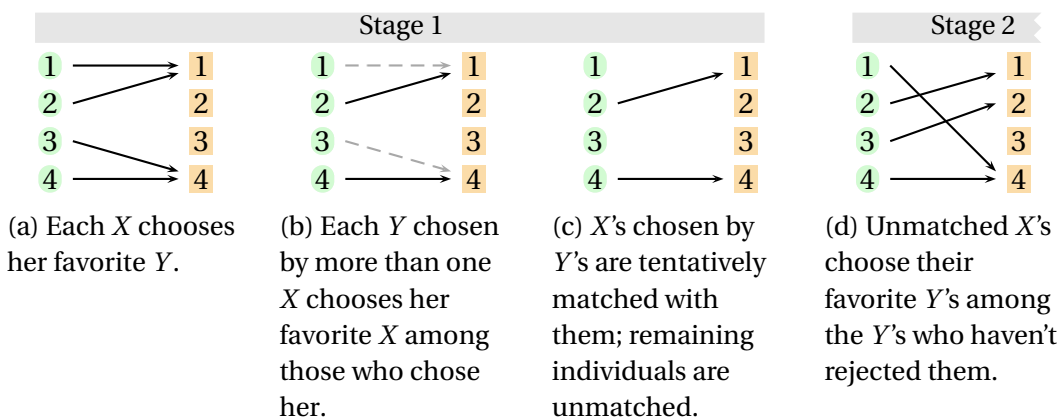 Stage 1
Stage 2
1 1
2 2
3 3
4 4
(a) Each X chooses
her favorite Y.
1 1
2 2
3 3
4 4
(b) Each Y chosen
by more than one
X chooses her
favorite X among
those who chose
her.
1 1
2 2
3 3
4 4
(c) X's chosen by
Y's are tentatively
matched with
them; remaining
individuals are
unmatched.
1 1
2 2
3 3
4 4
(d) Unmatched X's
choose their
favorite Y's among
the Y's who haven't
rejected them.